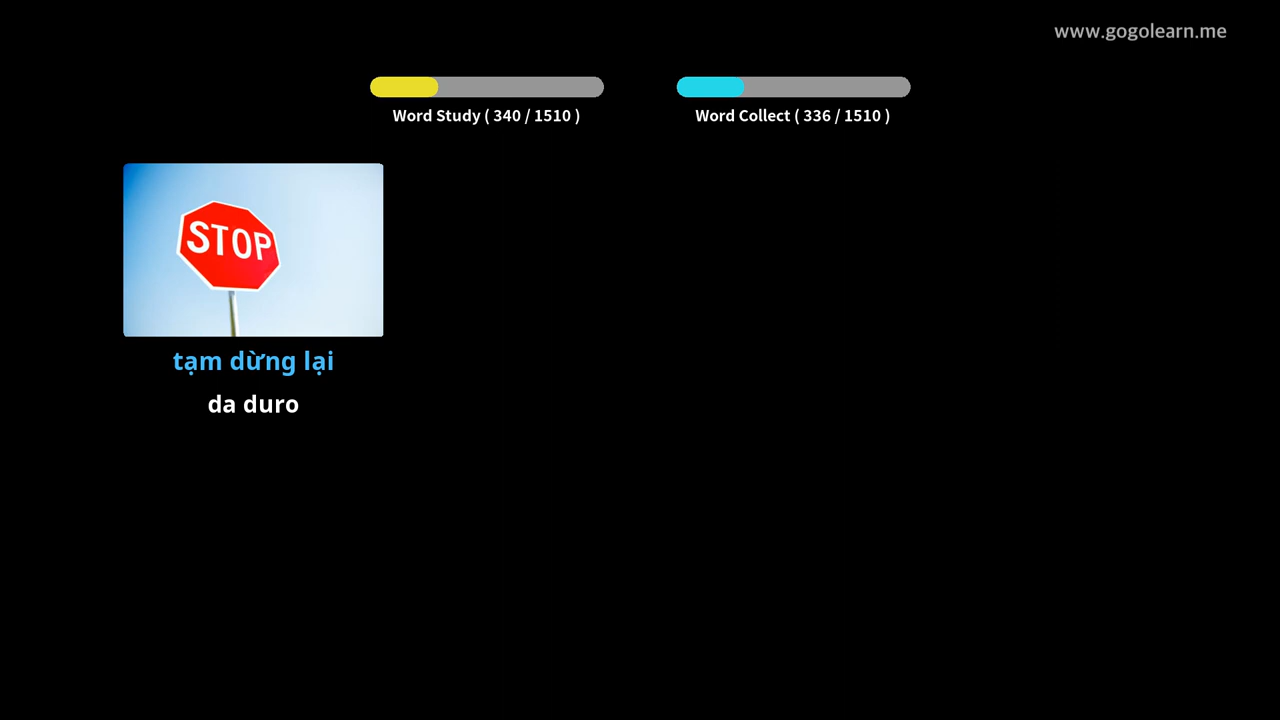 www.gogolearn.me
Word Study ( 340 / 1510 )
Word Collect ( 336 / 1510 )
STOP
tạm dừng lại
da duro